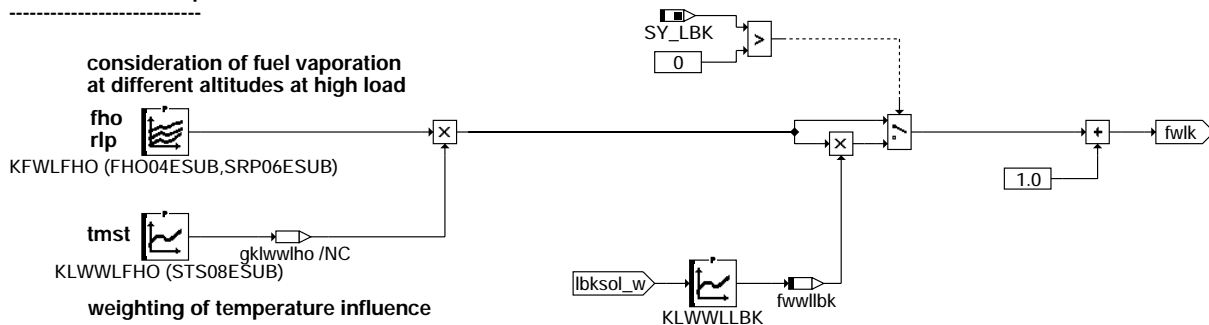 SY_LBK
>
0
consideration of fuel vaporation
at different altitudes at high load
fho
rlp
P
KFWLFHO (FHO04ESUB,SRP06ESUB)
×
×
+
fwlk
1.0
tmst
P
gklwwlho /NC
KLWWLFHO (STS08ESUB)
weighting of temperature influence
lbksol_w
P
KLWWLLBK
fwwllbk